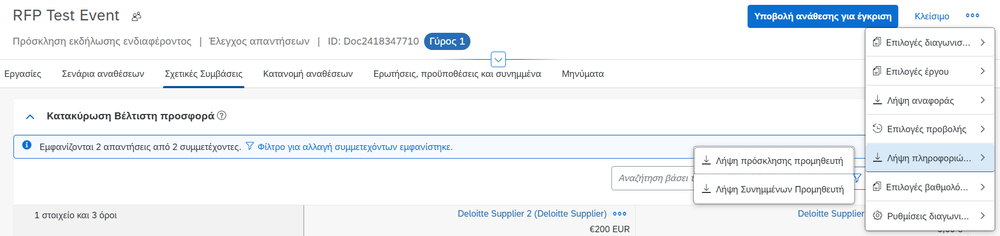 RFP Test Event
Υποβολή ανάθεσης για έγκριση
Κλείσιμο
Πρόσκληση εκδήλωσης ενδιαφέροντος | Έλεγχος απαντήσεων | ID: Doc2418347710 Γύρος 1
Εργασίες
Σενάρια αναθέσεων
Σχετικές Συμβάσεις
Κατανομή αναθέσεων
Ερωτήσεις, προϋποθέσεις και συνημμένα
Μηνύματα
Κατακύρωση Βέλτιστη προσφορά
Εμφανίζονται 2 απαντήσεις από 2 συμμετέχοντες. Φίλτρο για αλλαγή συμμετεχόντων εμφανίστηκε.
Αναζήτηση βάσει
1 στοιχείο και 3 όροι
Deloitte Supplier 2 (Deloitte Supplier)
€200 EUR
Deloitte Supplier
Λήψη πρόσκλησης προμηθευτή
Λήψη Συνημμένων Προμηθευτή
Επιλογές διαγωνισ...
Επιλογές έργου
Λήψη αναφοράς
Επιλογές προβολής
Λήψη πληροφοριώ...
Επιλογές βαθμολό...
Ρυθμίσεις διαγωνι...